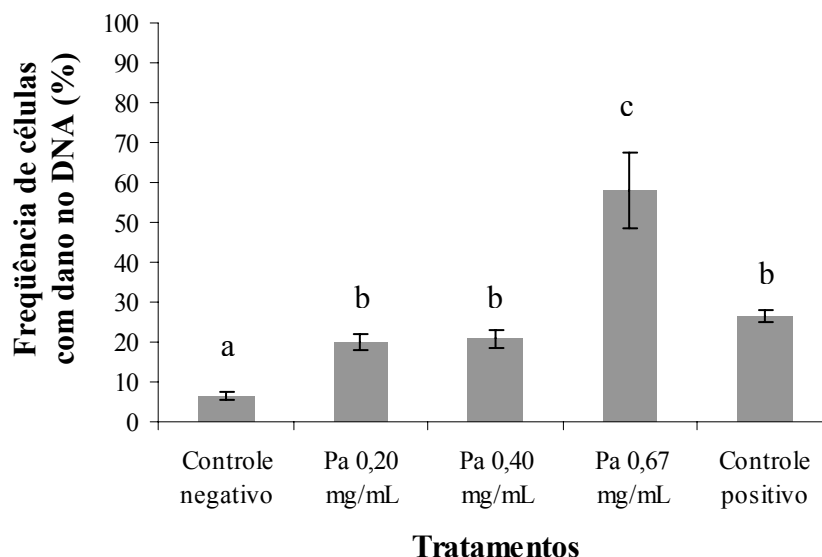 Freqüência de células
com dano no DNA (%)
100
90
80
70
60
50
40
30
20
10
0
a
b
b
c
b
Controle
negativo
Pa 0,20
mg/mL
Pa 0,40
mg/mL
Pa 0,67
mg/mL
Controle
positivo
Tratamentos